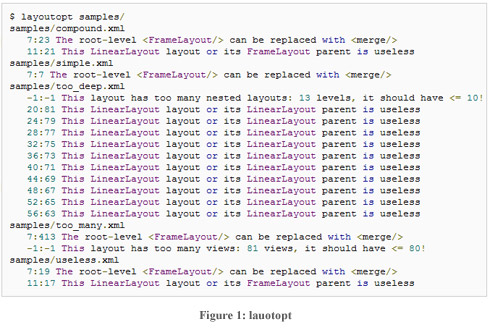 $ layoutopt samples/
samples/compound.xml
7:23 The root-level <FrameLayout/> can be replaced with <merge/>
11:21 This LinearLayout layout or its FrameLayout parent is useless
samples/simple.xml
7:7 The root-level <FrameLayout/> can be replaced with <merge/>
samples/too_deep.xml
-1:-1 This layout has too many nested layouts: 13 levels, it should have <= 10!
20:81 This LinearLayout layout or its LinearLayout parent is useless
24:79 This LinearLayout layout or its LinearLayout parent is useless
28:77 This LinearLayout layout or its LinearLayout parent is useless
32:75 This LinearLayout layout or its LinearLayout parent is useless
36:73 This LinearLayout layout or its LinearLayout parent is useless
40:71 This LinearLayout layout or its LinearLayout parent is useless
44:69 This LinearLayout layout or its LinearLayout parent is useless
48:67 This LinearLayout layout or its LinearLayout parent is useless
52:65 This LinearLayout layout or its LinearLayout parent is useless
56:63 This LinearLayout layout or its LinearLayout parent is useless
samples/too_many.xml
7:413 The root-level <FrameLayout/> can be replaced with <merge/>
-1:-1 This layout has too many views: 81 views, it should have <= 80!
samples/useless.xml
7:19 The root-level <FrameLayout/> can be replaced with <merge/>
11:17 This LinearLayout layout or its FrameLayout parent is useless
Figure 1: lauotopt